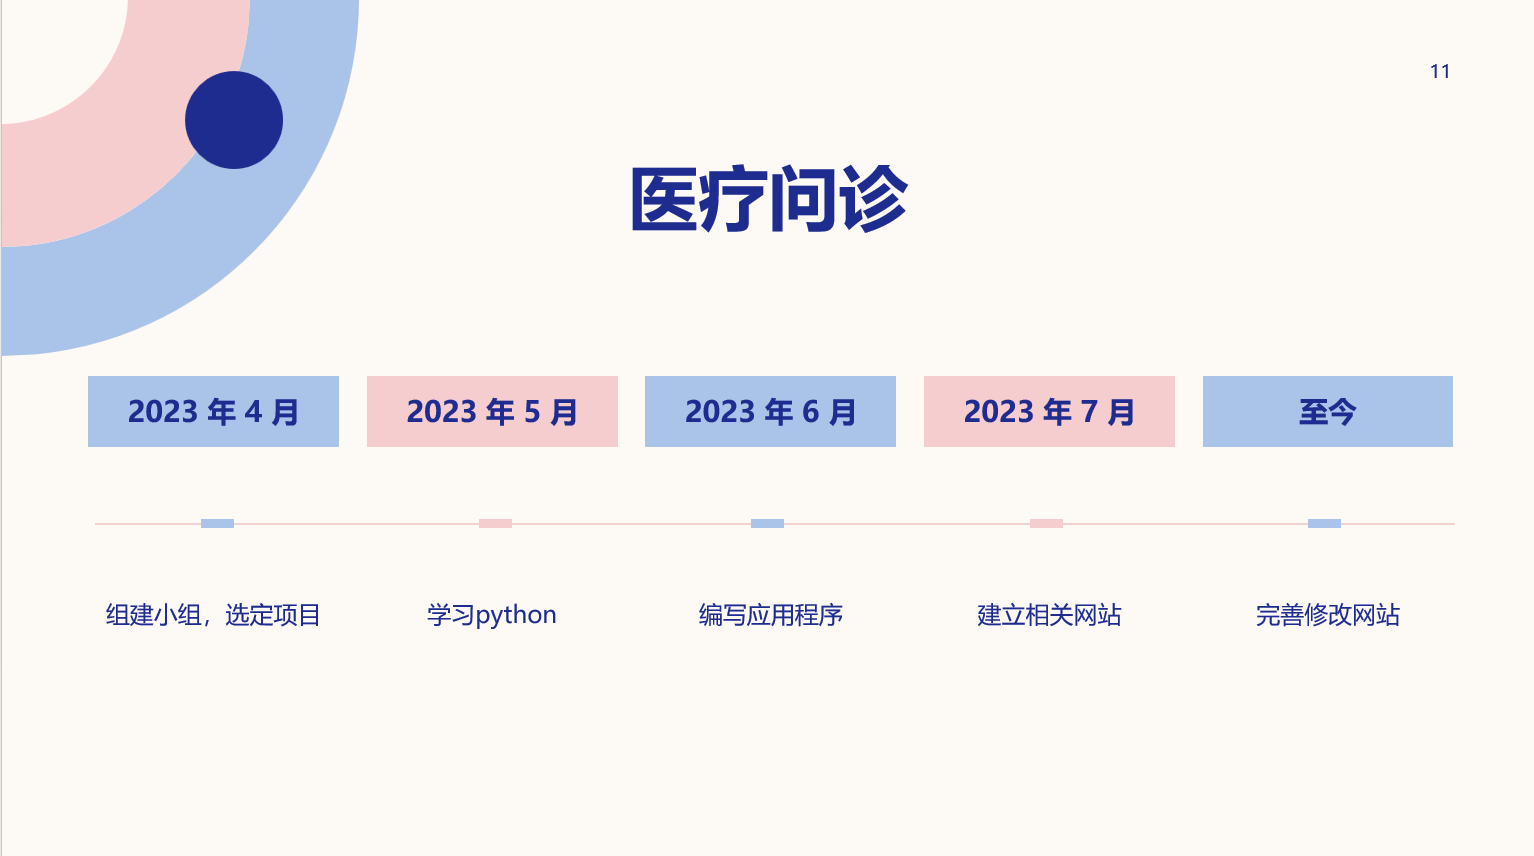 11
医疗问诊
2023 年 4 月
2023 年 5 月
2023 年 6 月
2023 年 7 月
至今
组建小组，选定项目
学习python
编写应用程序
建立相关网站
完善修改网站